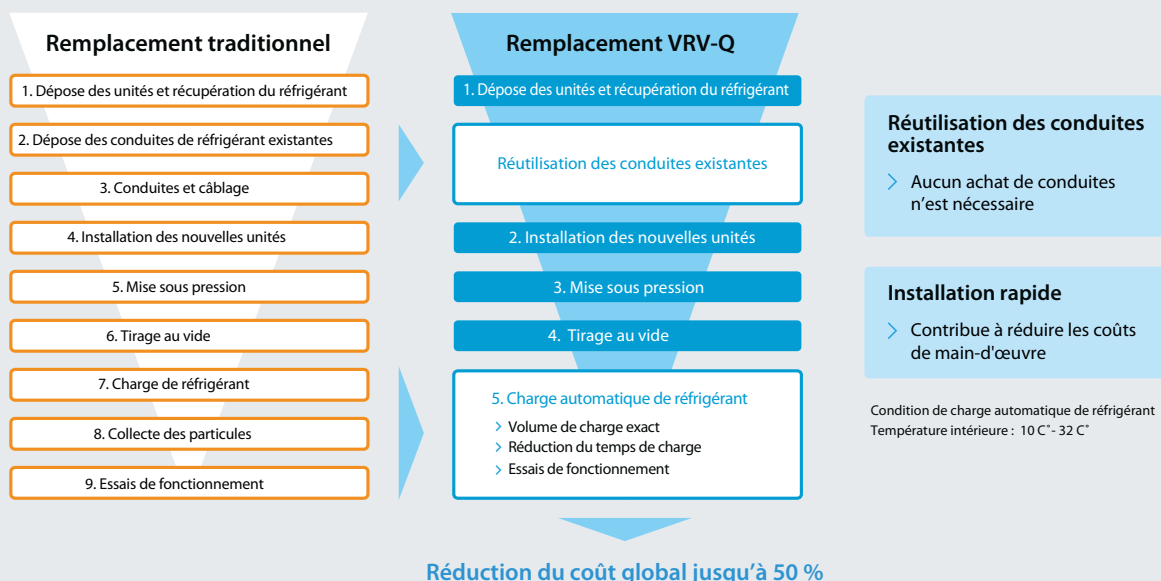 Remplacement traditionnel
1. Dépose des unités et récupération du réfrigérant
2. Dépose des conduites de réfrigérant existantes
3. Conduites et câblage
4. Installation des nouvelles unités
5. Mise sous pression
6. Tirage au vide
7. Charge de réfrigérant
8. Collecte des particules
9. Essais de fonctionnement
Remplacement VRV-Q
1. Dépose des unités et récupération du réfrigérant
Réutilisation des conduites existantes
2. Installation des nouvelles unités
3. Mise sous pression
4. Tirage au vide
5. Charge automatique de réfrigérant
> Volume de charge exact
> Réduction du temps de charge
> Essais de fonctionnement
Réduction du coût global jusqu'à 50 %
Réutilisation des conduites
existantes
> Aucun achat de conduites
n'est nécessaire
Installation rapide
> Contribue à réduire les coûts
de main-d'œuvre
Condition de charge automatique de réfrigérant
Température intérieure : 10 C°- 32 C°